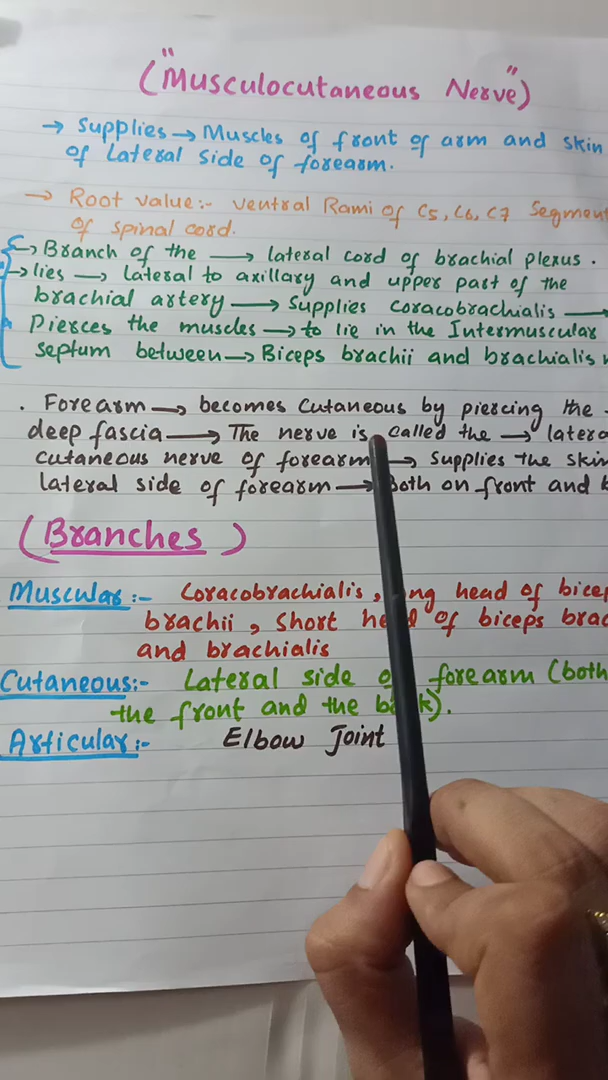 ("Musculocutaneous Nerve")
→ Supplies → Muscles of front of arm and skin
of Lateral side of forearm.
→ Root value:- ventral Rami of C5, C6, C7 Segmen
of spinal cord.
→ Branch of the → lateral cord of brachial plexus.
→ lies → lateral to axillary and upper part of the
brachial artery → Supplies coracobrachialis →
Pierces the muscles → to lie in the Intermuscular
septum between → Biceps brachii and brachialis
. Forearm → becomes cutaneous by piercing the
deep fascia → The nerve is called the → latera
cutaneous nerve of forearm → Supplies the skin
lateral side of forearm → Both on front and
(Branches)
Muscular:- Coracobrachialis, ng head of bicep
brachii, Short he d of biceps brac
and brachialis
Cutaneous:- Lateral side of forearm (both
the front and the b k).
Articular:- Elbow Joint